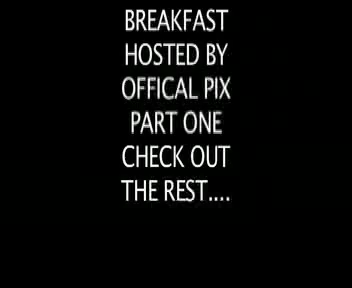 BREAKFAST
HOSTED BY
OFFICAL PIX
PART ONE
CHECK OUT
THE REST....